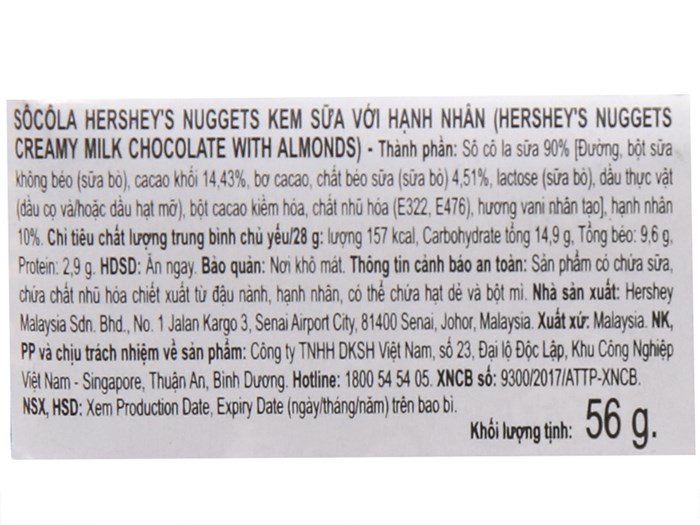 SÔCÔLA HERSHEY'S NUGGETS KEM SỮA VỚI HẠNH NHÂN (HERSHEY'S NUGGETS
CREAMY MILK CHOCOLATE WITH ALMONDS) - Thành phần: Sô cô la sữa 90% [Đường, bột sữa
không béo (sữa bò), cacao khối 14,43%, bơ cacao, chất béo sữa (sữa bò) 4,51%, lactose (sữa bò), dầu thực vật
(dầu cọ và/hoặc dầu hạt mỡ), bột cacao kiềm hóa, chất nhũ hóa (E322, E476), hương vani nhân tạo], hạnh nhân
10%. Chỉ tiêu chất lượng trung bình chủ yếu/28 g: lượng 157 kcal, Carbohydrate tổng 14,9 g, Tổng béo: 9,6 g,
Protein: 2,9 g. HDSD: Ăn ngay. Bảo quản: Nơi khô mát. Thông tin cảnh báo an toàn: Sản phẩm có chứa sữa,
chứa chất nhũ hóa chiết xuất từ đậu nành, hạnh nhân, có thể chứa hạt dẻ và bột mì. Nhà sản xuất: Hershey
Malaysia Sdn. Bhd., No. 1 Jalan Kargo 3, Senai Airport City, 81400 Senai, Johor, Malaysia. Xuất xứ: Malaysia. NK,
PP và chịu trách nhiệm về sản phẩm: Công ty TNHH DKSH Việt Nam, số 23, Đại lộ Độc Lập, Khu Công Nghiệp
Việt Nam - Singapore, Thuận An, Bình Dương. Hotline: 1800 54 54 05. XNCB số: 9300/2017/ATTP-XNCB.
NSX, HSD: Xem Production Date, Expiry Date (ngày/tháng/năm) trên bao bì.
Khối lượng tịnh: 56 g.